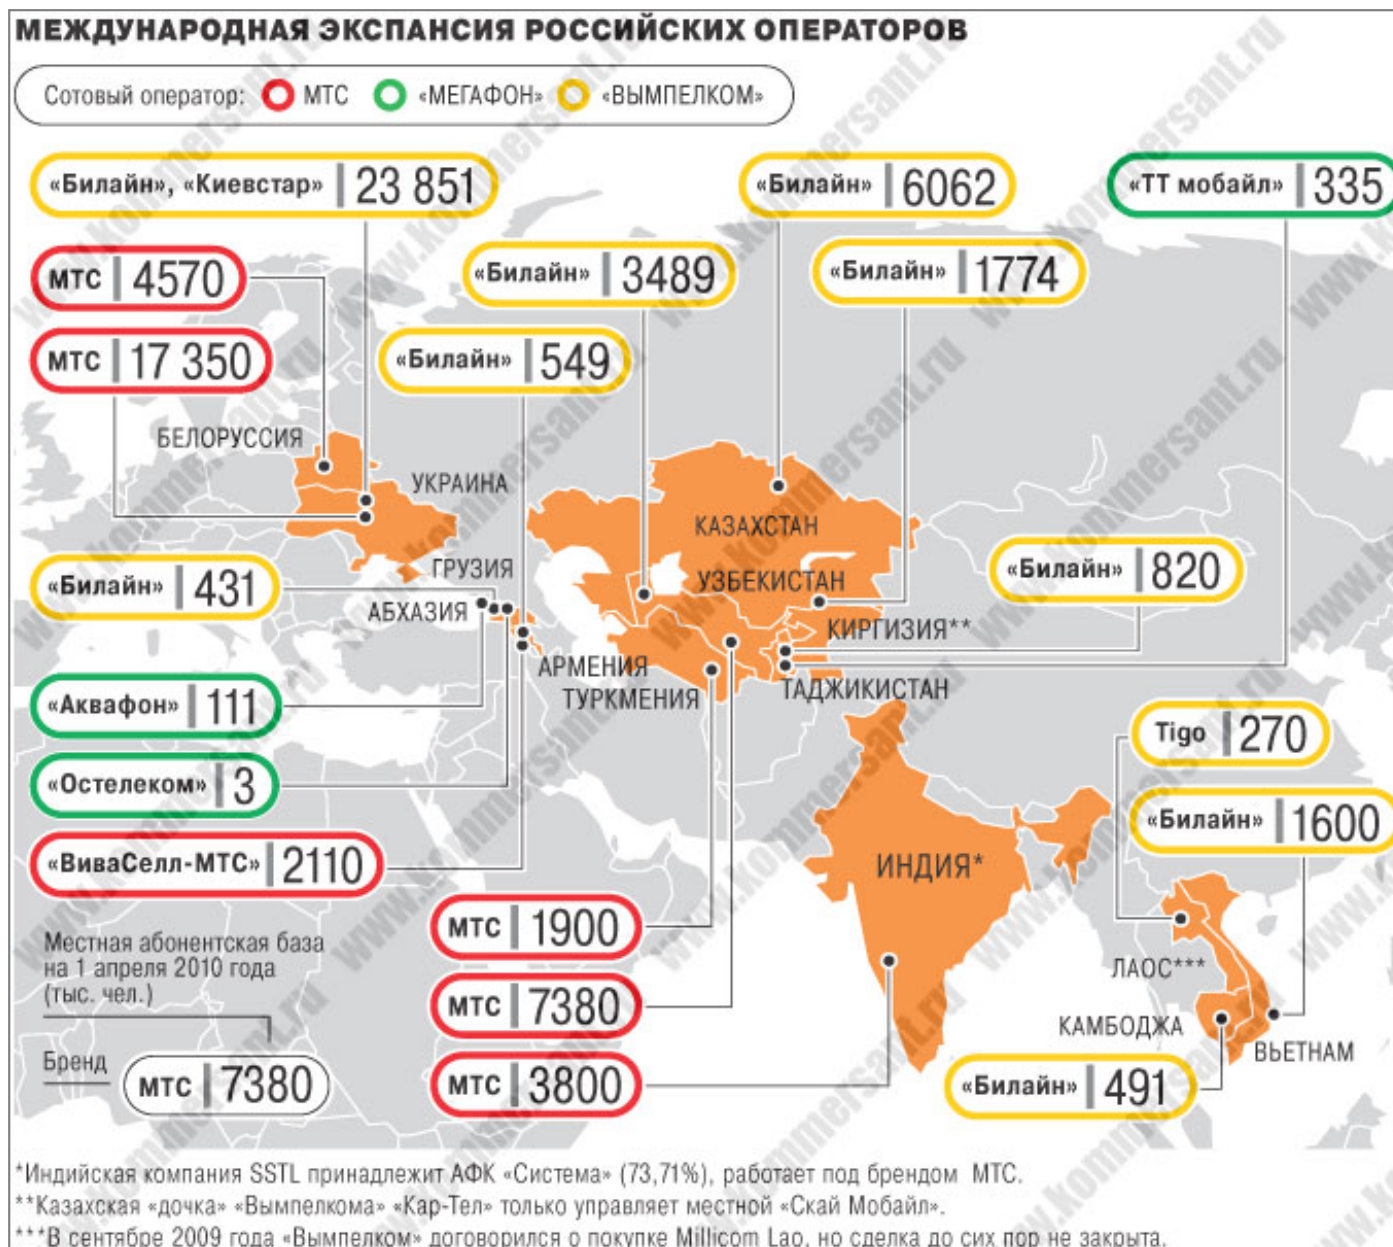 МЕЖДУНАРОДНАЯ ЭКСПАНСИЯ РОССИЙСКИХ ОПЕРАТОРОВ
Сотовый оператор: МТС «МЕГАФОН» «ВЫМПЕЛКОМ»
«Билайн», «Киевстар» 23 851
«Билайн» 6062
«ТТ мобайл» 335
МТС 4570
«Билайн» 3489
«Билайн» 1774
МТС 17 350
«Билайн» 549
БЕЛОРУССИЯ
УКРАИНА
КАЗАХСТАН
«Билайн» 431
ГРУЗИЯ
АБХАЗИЯ
УЗБЕКИСТАН
«Билайн» 820
КИРГИЗИЯ**
АРМЕНИЯ
ТУРКМЕНИЯ
ТАДЖИКИСТАН
«Аквафон» 111
Tigo 270
«Остелеком» 3
«Билайн» 1600
«ВиваСелл-МТС» 2110
ИНДИЯ*
МТС 1900
Местная абонентская база
на 1 апреля 2010 года
(тыс. чел.)
ЛАОС***
МТС 7380
КАМБОДЖА
ВЬЕТНАМ
Бренд
МТС 7380
МТС 3800
«Билайн» 491
*Индийская компания SSTL принадлежит АФК «Система» (73,71%), работает под брендом МТС.
**Казахская «дочка» «Вымпелкома» «Кар-Тел» только управляет местной «Скай Мобайл».
***В сентябре 2009 года «Вымпелком» договорился о покупке Millicom Lao, но сделка до сих пор не закрыта.
www.kommersant.ru